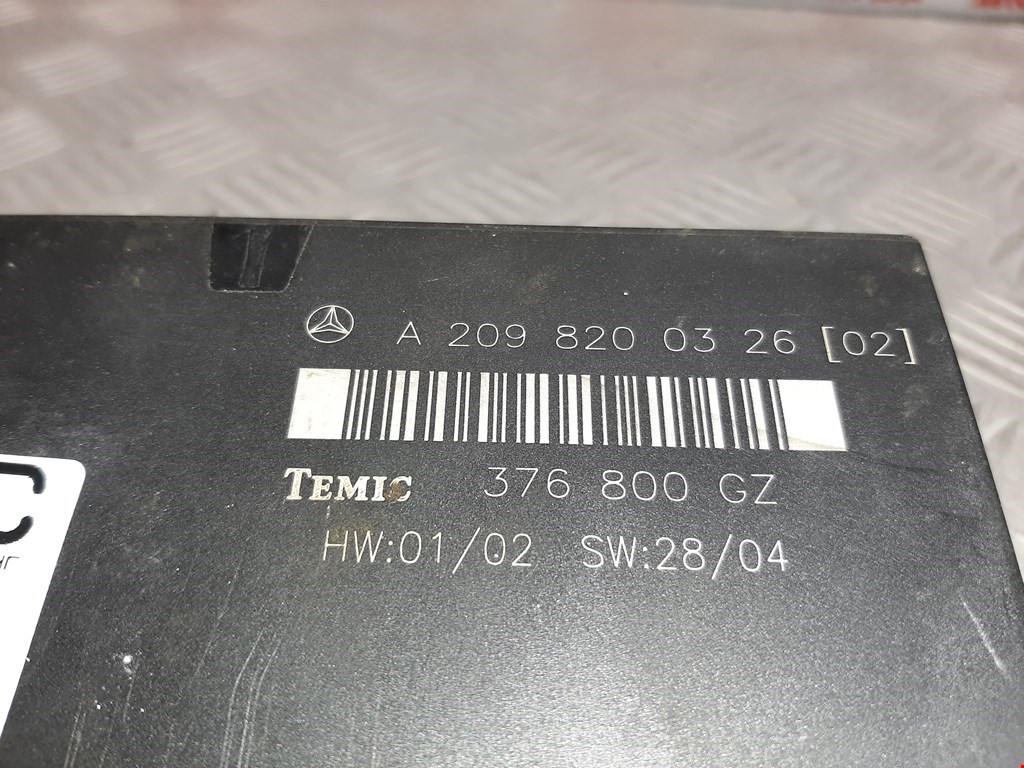 A 209 820 03 26 [02]
TEMIC 376 800 GZ
HW:01/02 SW:28/04